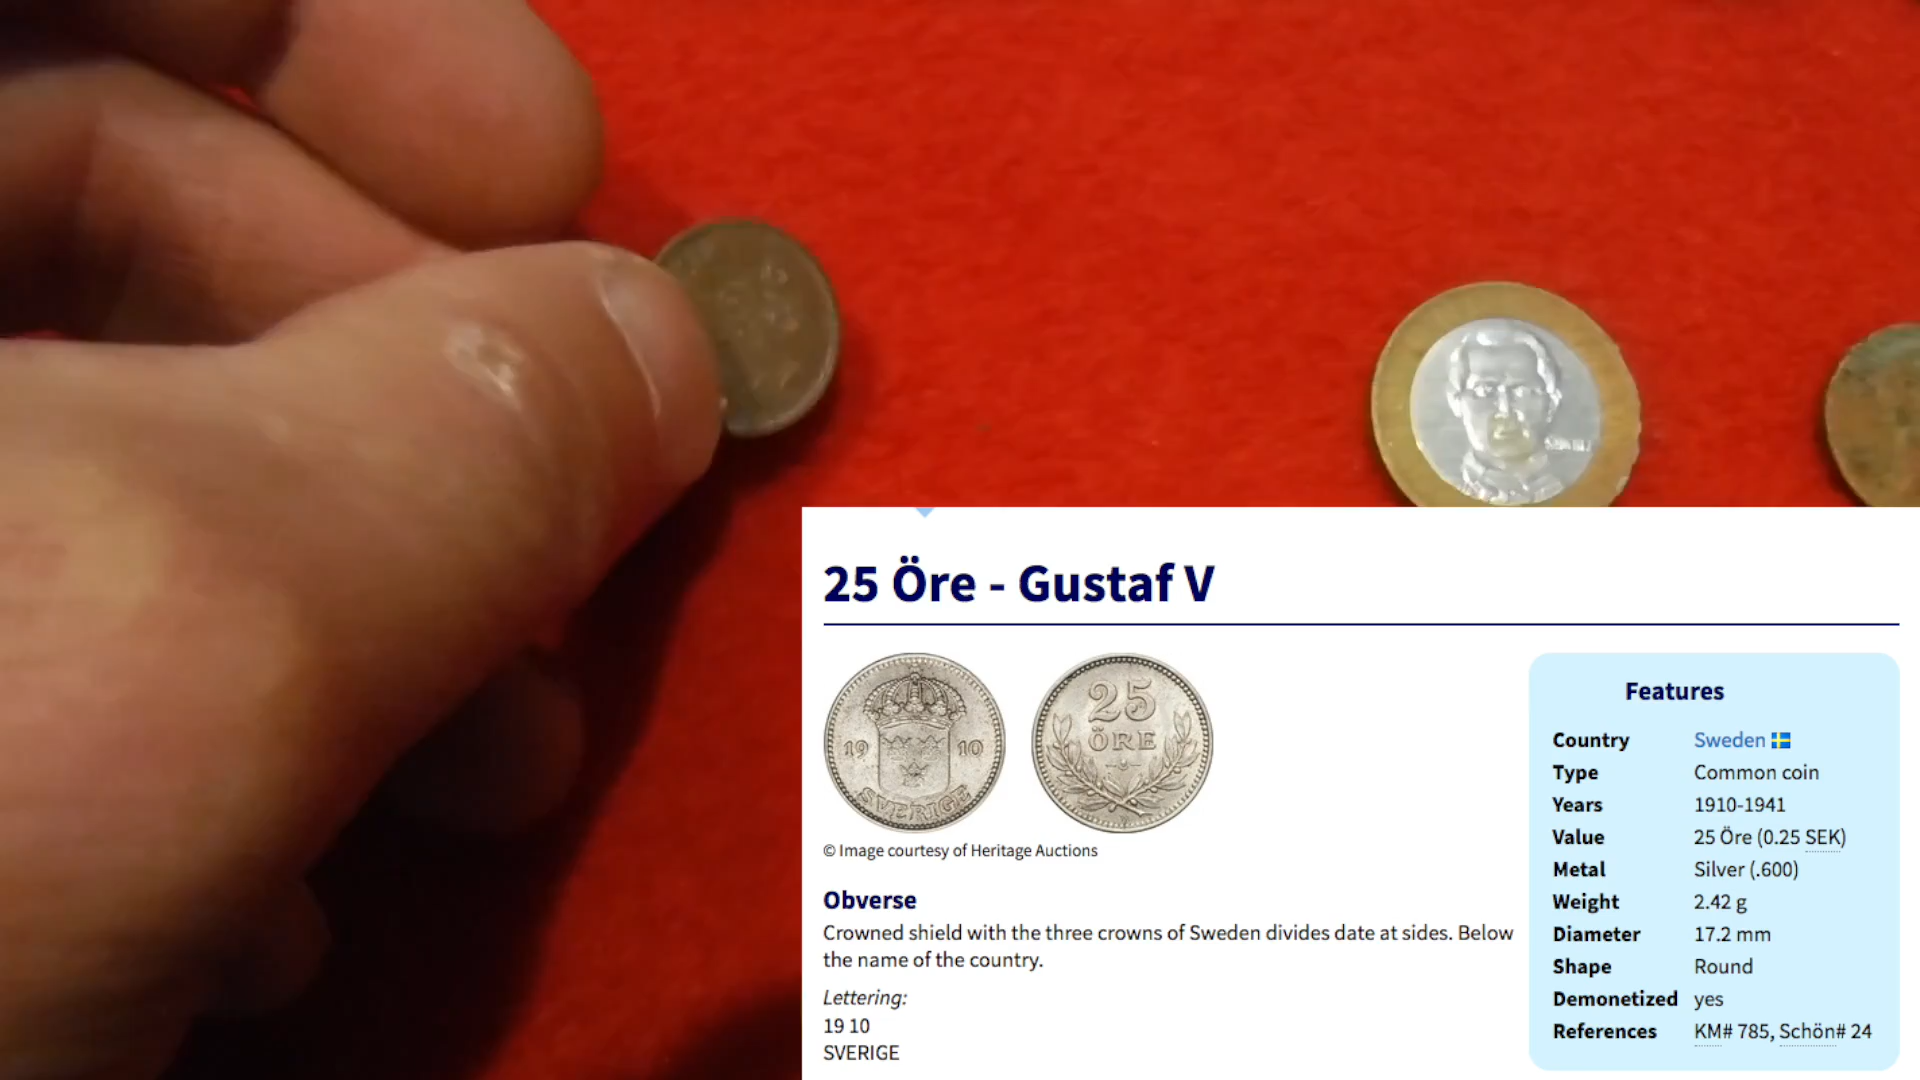 25 Öre - Gustaf V
19 10
SVERIGE
25
ÖRE
© Image courtesy of Heritage Auctions
Obverse
Crowned shield with the three crowns of Sweden divides date at sides. Below
the name of the country.
Lettering:
19 10
SVERIGE
Features
Country Sweden
Type Common coin
Years 1910-1941
Value 25 Öre (0.25 SEK)
Metal Silver (.600)
Weight 2.42 g
Diameter 17.2 mm
Shape Round
Demonetized yes
References KM# 785, Schön# 24